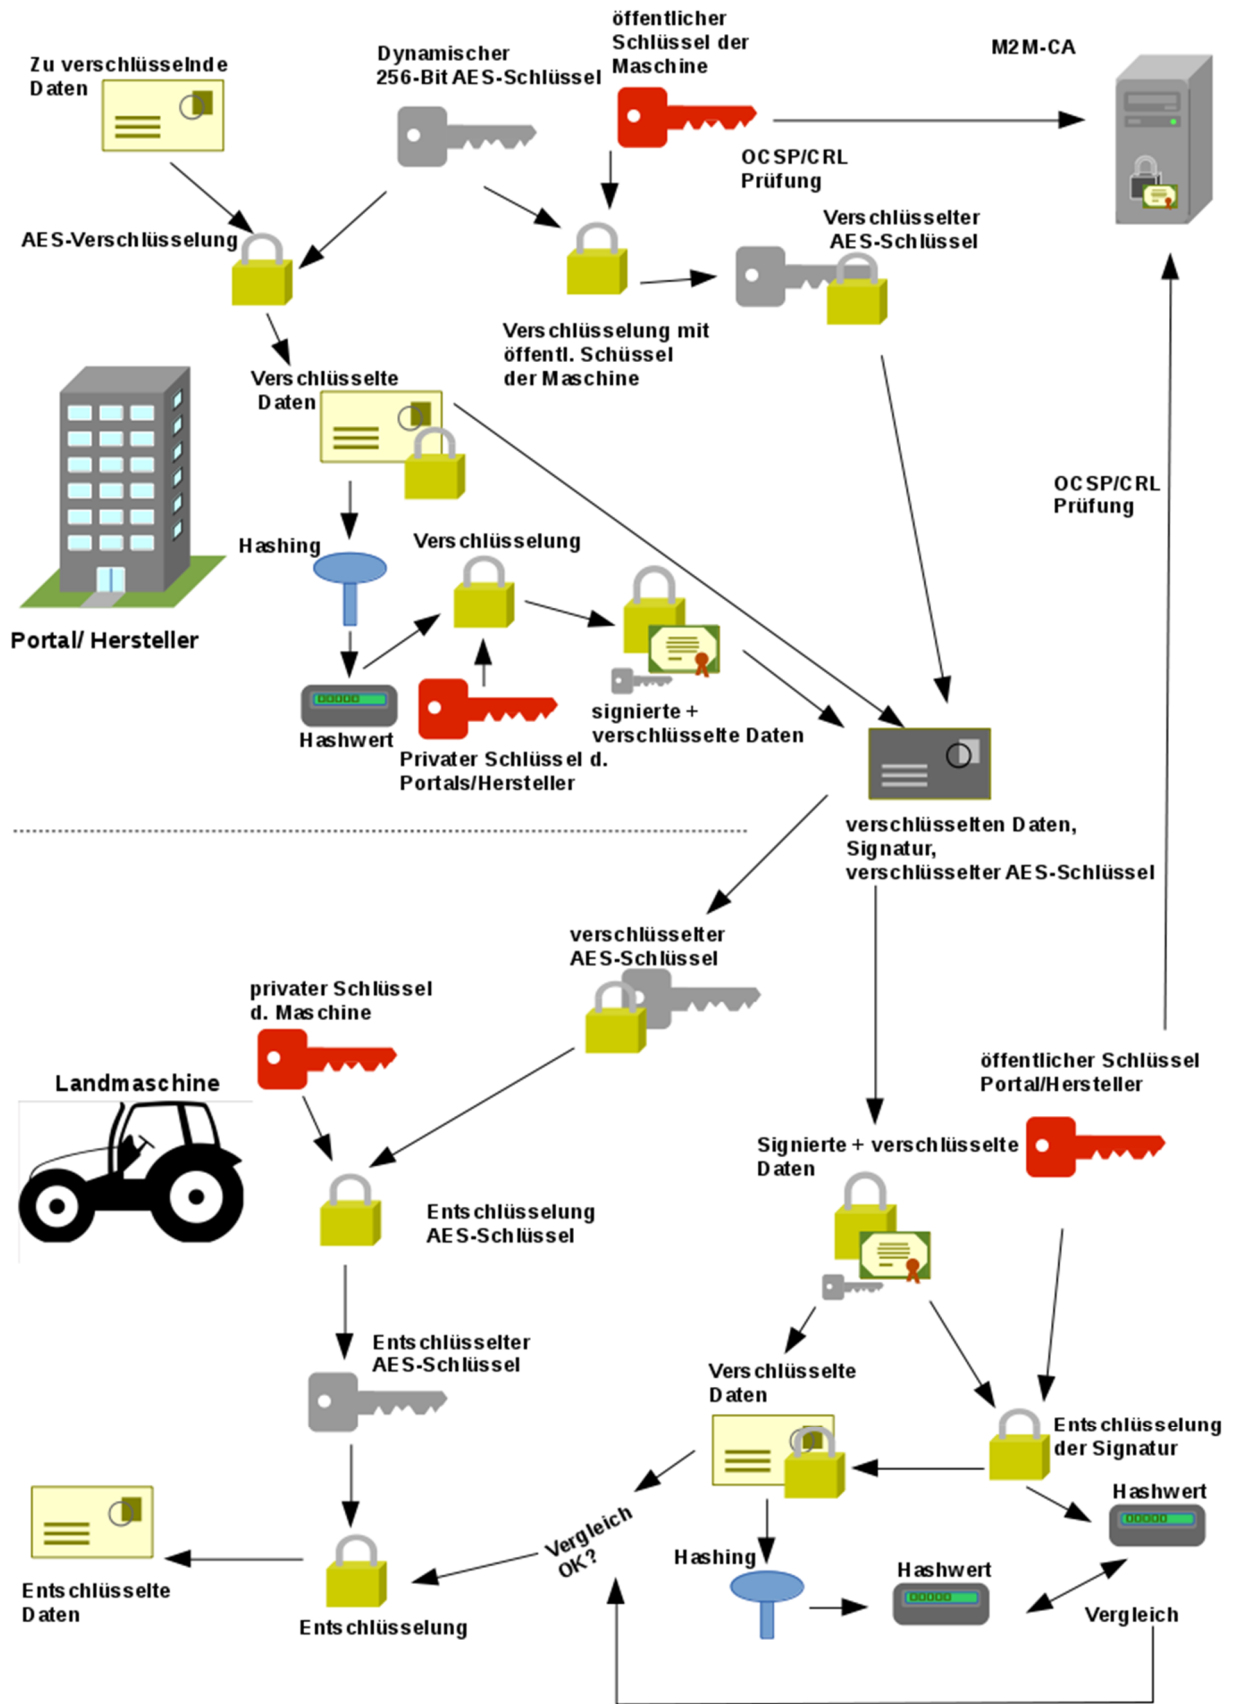 Zu verschlüsselnde
Daten
Dynamischer
256-Bit AES-Schlüssel
öffentlicher
Schlüssel der
Maschine
M2M-CA
OCSP/CRL
Prüfung
AES-Verschlüsselung
Verschlüsselter
AES-Schlüssel
Verschlüsselung mit
öffentl. Schüssel
der Maschine
Verschlüsselte
Daten
OCSP/CRL
Prüfung
Hashing
Verschlüsselung
Portal/ Hersteller
00000
Hashwert
signierte +
verschlüsselte Daten
Privater Schlüssel d.
Portals/Hersteller
verschlüsselten Daten,
Signatur,
verschlüsselter AES-Schlüssel
verschlüsselter
AES-Schlüssel
privater Schlüssel
d. Maschine
Landmaschine
öffentlicher Schlüssel
Portal/Hersteller
Signierte + verschlüsselte
Daten
Entschlüsselung
AES-Schlüssel
Entschlüsselter
AES-Schlüssel
Verschlüsselte
Daten
Entschlüsselung
der Signatur
Hashwert
00000
Vergleich
OK?
Hashing
Hashwert
00000
Vergleich
Entschlüsselte
Daten
Entschlüsselung